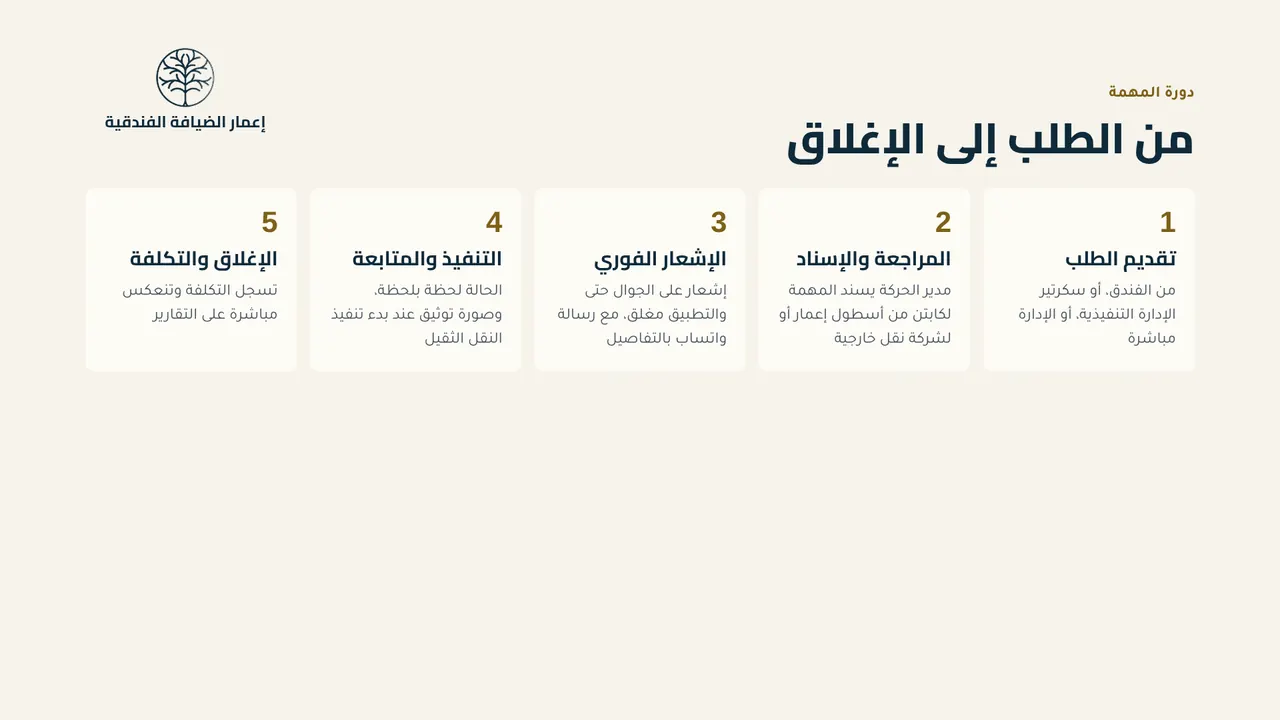 إعمار الضيافة الفندقية
دورة المهمة
من الطلب إلى الإغلاق
1
تقديم الطلب
من الفندق، أو سكرتير
الإدارة التنفيذية، أو الإدارة
مباشرة
2
المراجعة والإسناد
مدير الحركة يسند المهمة
لكابتن من أسطول إعمار أو
لشركة نقل خارجية
3
الإشعار الفوري
إشعار على الجوال حتى
والتطبيق مغلق، مع رسالة
واتساب بالتفاصيل
4
التنفيذ والمتابعة
الحالة لحظة بلحظة،
وصورة توثيق عند بدء تنفيذ
النقل الثقيل
5
الإغلاق والتكلفة
تسجل التكلفة وتنعكس
مباشرة على التقارير